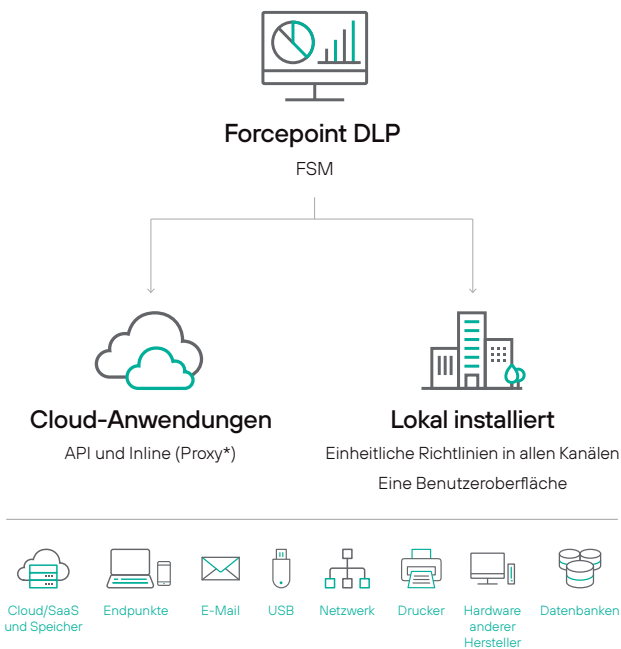 Forcepoint DLP
FSM
Cloud-Anwendungen
API und Inline (Proxy*)
Lokal installiert
Einheitliche Richtlinien in allen Kanälen
Eine Benutzeroberfläche
Cloud/SaaS
und Speicher
Endpunkte
E-Mail
USB
Netzwerk
Drucker
Hardware
anderer
Hersteller
Datenbanken